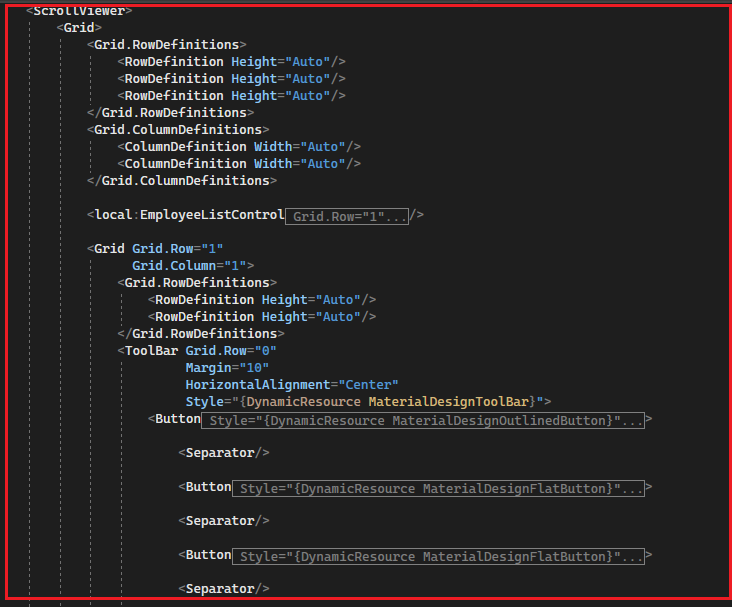 <ScrollViewer>
<Grid>
<Grid.RowDefinitions>
<RowDefinition Height="Auto"/>
<RowDefinition Height="Auto"/>
<RowDefinition Height="Auto"/>
</Grid.RowDefinitions>
<Grid.ColumnDefinitions>
<ColumnDefinition Width="Auto"/>
<ColumnDefinition Width="Auto"/>
</Grid.ColumnDefinitions>
<local:EmployeeListControl Grid.Row="1".../>
<Grid Grid.Row="1"
Grid.Column="1">
<Grid.RowDefinitions>
<RowDefinition Height="Auto"/>
<RowDefinition Height="Auto"/>
</Grid.RowDefinitions>
<ToolBar Grid.Row="0"
Margin="10"
HorizontalAlignment="Center"
Style="{DynamicResource MaterialDesignToolBar}">
<Button Style="{DynamicResource MaterialDesignOutlinedButton}"...>
<Separator/>
<Button Style="{DynamicResource MaterialDesignFlatButton}"...>
<Separator/>
<Button Style="{DynamicResource MaterialDesignFlatButton}"...>
<Separator/>